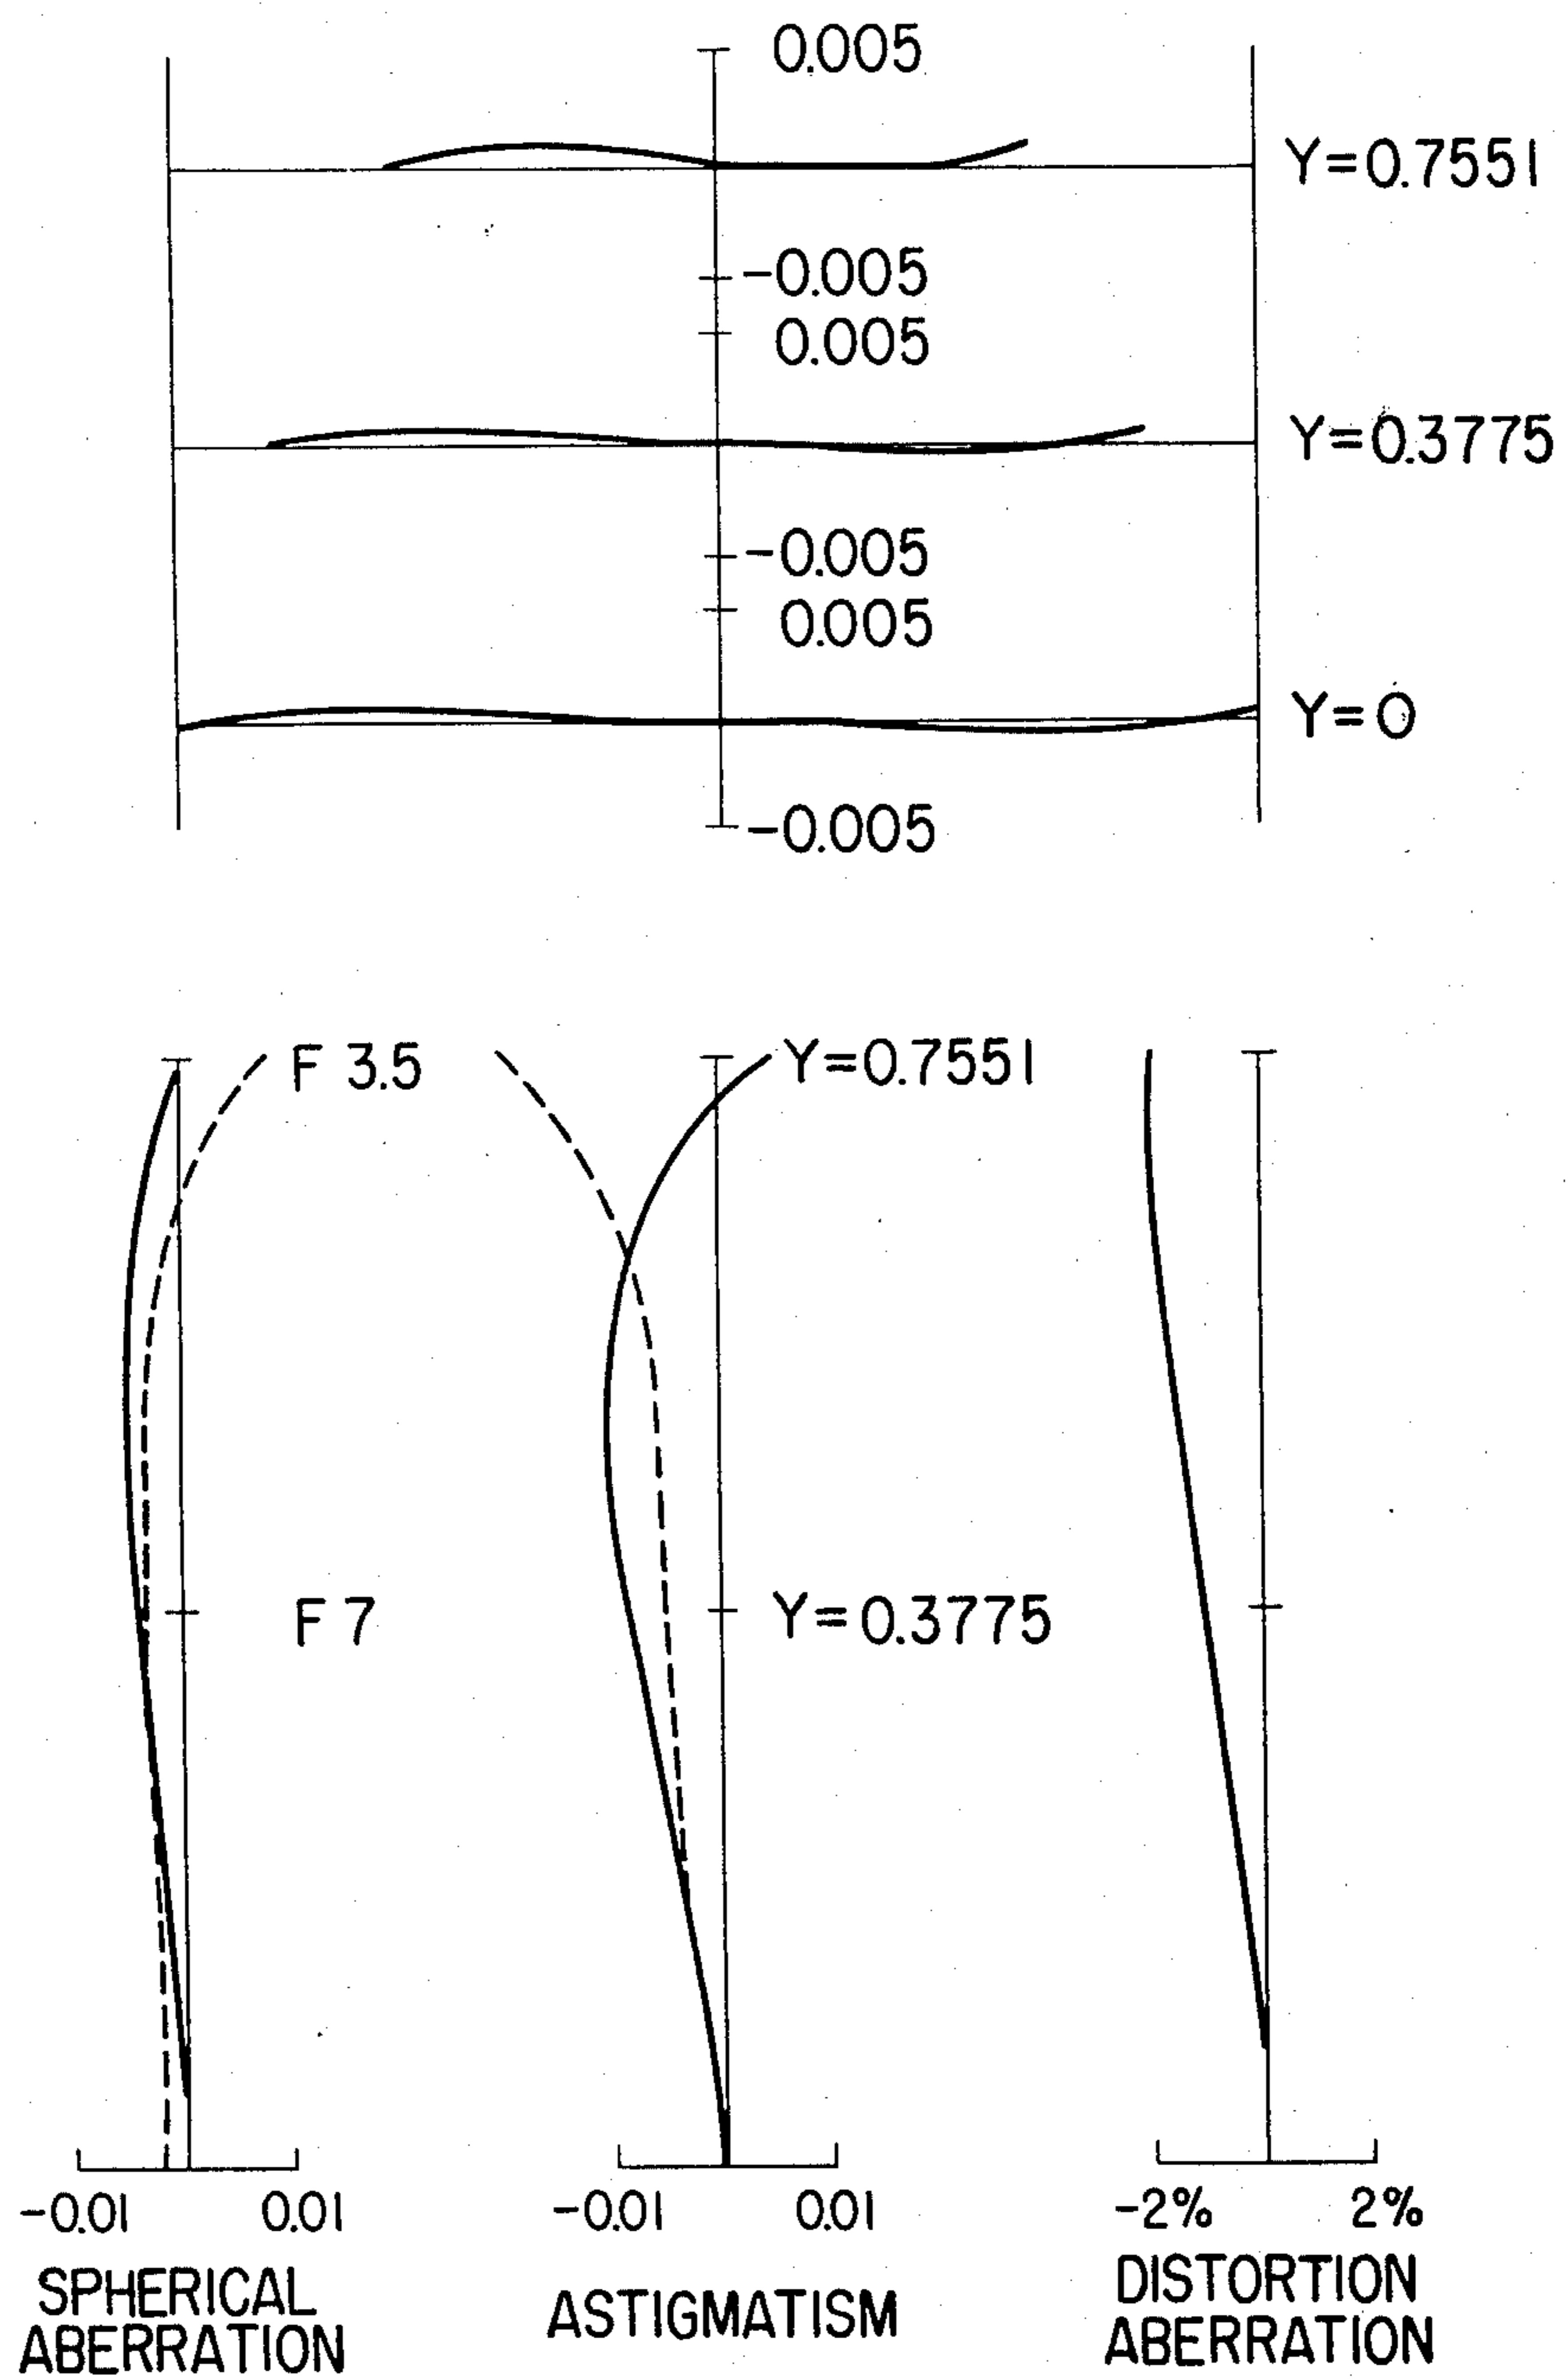 0.005
Y=0.7551
-0.005
0.005
Y=0.3775
-0.005
0.005
Y=0
-0.005
F 3.5
Y=0.7551
F 7
Y=0.3775
-0.01 0.01
-0.01 0.01
-2% 2%
SPHERICAL
ABERRATION
ASTIGMATISM
DISTORTION
ABERRATION